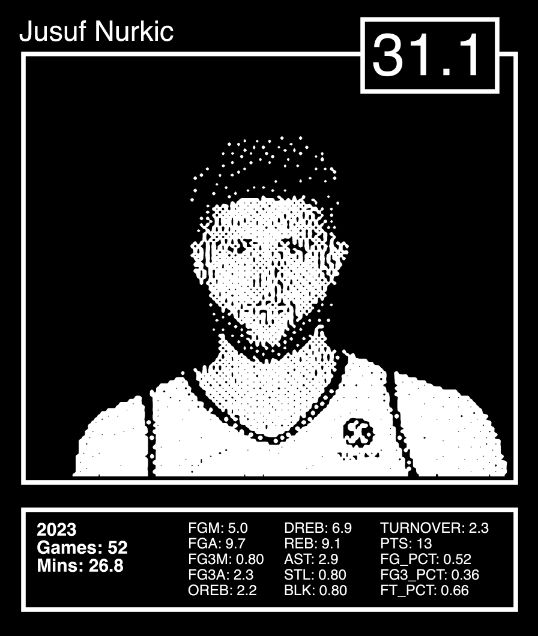 Jusuf Nurkic
31.1
2023
Games: 52
Mins: 26.8
FGM: 5.0
FGA: 9.7
FG3M: 0.80
FG3A: 2.3
OREB: 2.2
DREB: 6.9
REB: 9.1
AST: 2.9
STL: 0.80
BLK: 0.80
TURNOVER: 2.3
PTS: 13
FG_PCT: 0.52
FG3_PCT: 0.36
FT_PCT: 0.66